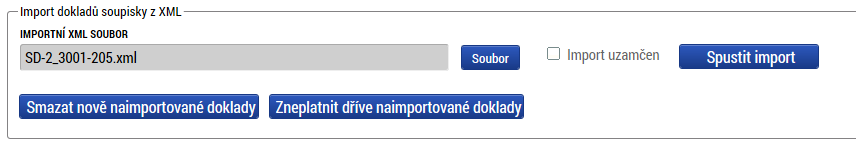 Import dokladů soupisky z XML
IMPORTNÍ XML SOUBOR
SD-2_3001-205.xml
Soubor
Import uzamčen
Spustit import
Smazat nově naimportované doklady
Zneplatnit dříve naimportované doklady